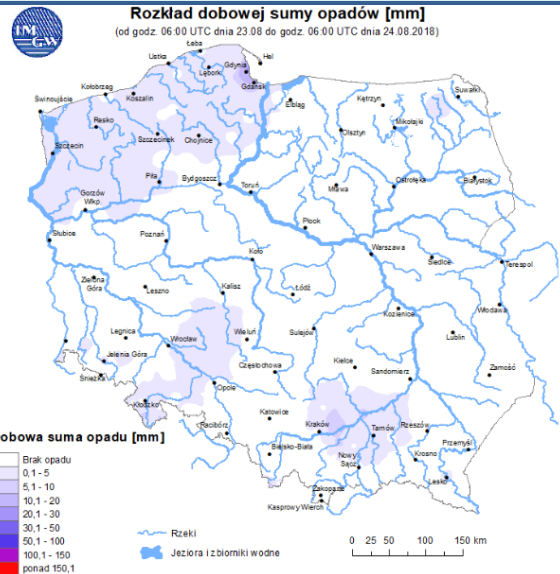 IM
GW
Rozkład dobowej sumy opadów [mm]
(od godz. 06:00 UTC dnia 23.08 do godz. 06:00 UTC dnia 24.08.2018)
Łeba
Ustka
Hel
Gdynia
Lębork
Gdańsk
Kołobrzeg
Koszalin
Świnoujście
Elbląg
Kętrzyn
Suwałki
Resko
Mikołajki
Szczecinek
Chojnice
Olsztyn
Szczecin
Piła
Bydgoszcz
Toruń
Mława
Ostrołęka
Białystok
Gorzów
Wlkp.
Płock
Słubice
Poznań
Koło
Warszawa
Siedlce
Terespol
Zielona
Góra
Leszno
Kalisz
Łódź
Kozienice
Włodawa
Legnica
Wrocław
Wieluń
Sulejów
Lublin
Jelenia Góra
Częstochowa
Kielce
Sandomierz
Zamość
Śnieżka
Opole
Kłodzko
Katowice
Racibórz
Kraków
Tarnów
Rzeszów
Bielsko-Biała
Nowy
Sącz
Krosno
Przemyśl
Lesko
Zakopane
Kasprowy Wierch
obowa suma opadu [mm]
Brak opadu
0,1 - 5
5,1 - 10
10,1 - 20
20,1 - 30
30,1 - 50
50,1 - 100
100,1 - 150
ponad 150,1
Rzeki
Jeziora i zbiorniki wodne
0 25 50 100 150 km